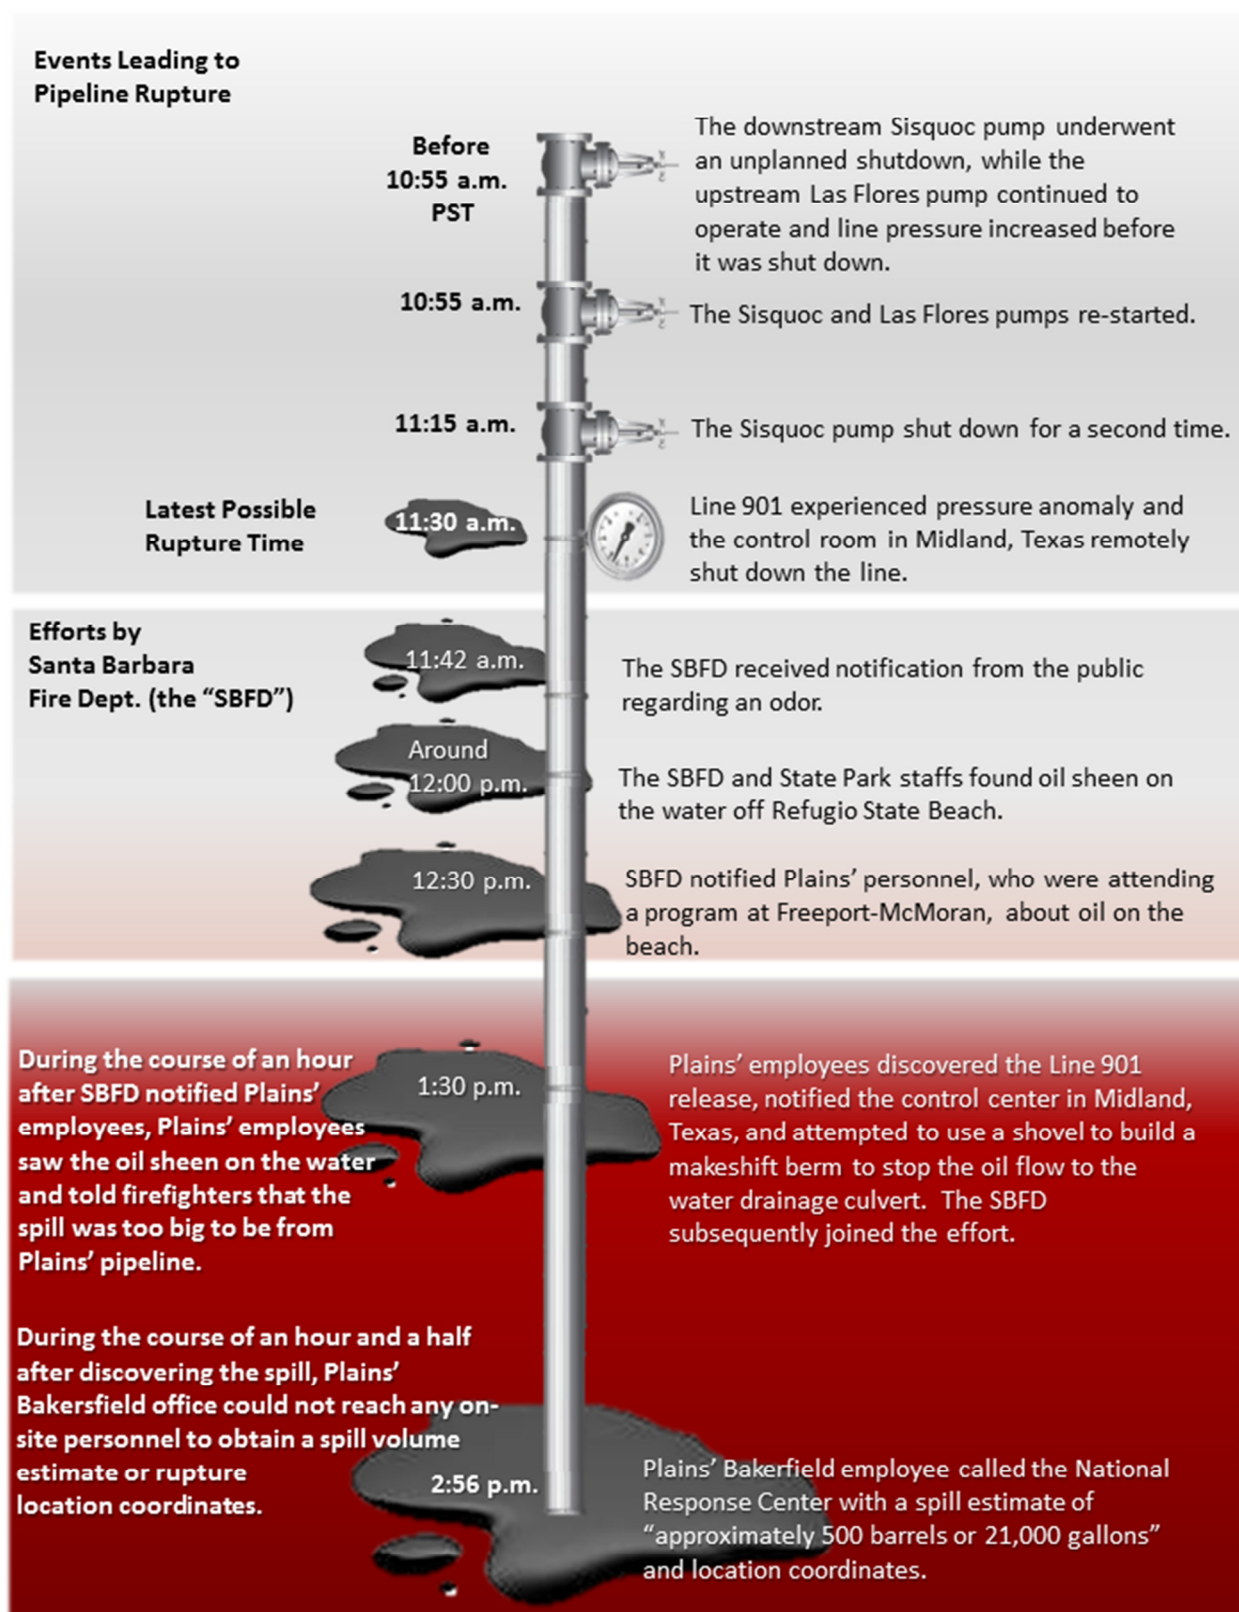 Events Leading to
Pipeline Rupture
Before
10:55 a.m.
PST
The downstream Sisquoc pump underwent
an unplanned shutdown, while the
upstream Las Flores pump continued to
operate and line pressure increased before
it was shut down.
10:55 a.m.
The Sisquoc and Las Flores pumps re-started.
11:15 a.m.
The Sisquoc pump shut down for a second time.
Latest Possible
Rupture Time
11:30 a.m.
Line 901 experienced pressure anomaly and
the control room in Midland, Texas remotely
shut down the line.
Efforts by
Santa Barbara
Fire Dept. (the “SBFD”)
11:42 a.m.
The SBFD received notification from the public
regarding an odor.
Around
12:00 p.m.
The SBFD and State Park staffs found oil sheen on
the water off Refugio State Beach.
12:30 p.m.
SBFD notified Plains’ personnel, who were attending
a program at Freeport-McMoran, about oil on the
beach.
During the course of an hour
after SBFD notified Plains’
employees, Plains’ employees
saw the oil sheen on the water
and told firefighters that the
spill was too big to be from
Plains’ pipeline.
1:30 p.m.
Plains’ employees discovered the Line 901
release, notified the control center in Midland,
Texas, and attempted to use a shovel to build a
makeshift berm to stop the oil flow to the
water drainage culvert. The SBFD
subsequently joined the effort.
During the course of an hour and a half
after discovering the spill, Plains’
Bakersfield office could not reach any on-
site personnel to obtain a spill volume
estimate or rupture
location coordinates.
2:56 p.m.
Plains’ Bakerfield employee called the National
Response Center with a spill estimate of
“approximately 500 barrels or 21,000 gallons”
and location coordinates.